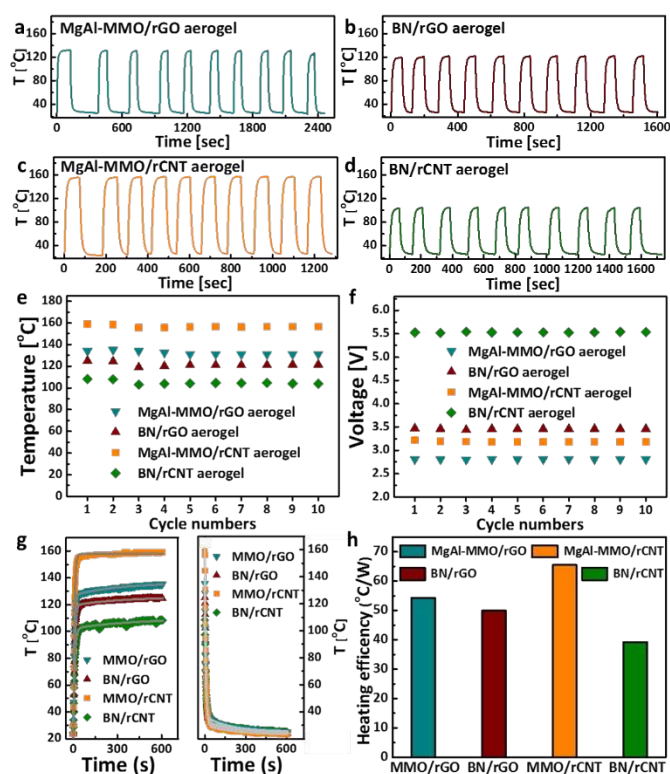 a MgAl-MMO/rGO aerogel
T [°C]
160
120
80
40
0 600 1200 1800 2400
Time [sec]
b BN/rGO aerogel
T [°C]
160
120
80
40
0 400 800 1200 1600
Time [sec]
c MgAl-MMO/rCNT aerogel
T [°C]
160
120
80
40
0 200 400 600 800 1000 1200
Time [sec]
d BN/rCNT aerogel
T [°C]
160
120
80
40
0 200 400 600 800 1000 1200 1400 1600
Time [sec]
e
Temperature [°C]
180
160
140
120
100
80
60
40
20
0
MgAl-MMO/rGO aerogel
BN/rGO aerogel
MgAl-MMO/rCNT aerogel
BN/rCNT aerogel
1 2 3 4 5 6 7 8 9 10
Cycle numbers
f
Voltage [V]
6.0
5.5
5.0
4.5
4.0
3.5
3.0
2.5
2.0
MgAl-MMO/rGO aerogel
BN/rGO aerogel
MgAl-MMO/rCNT aerogel
BN/rCNT aerogel
1 2 3 4 5 6 7 8 9 10
Cycle numbers
g
T [°C]
160
140
120
100
80
60
40
20
MMO/rGO
BN/rGO
MMO/rCNT
BN/rCNT
0 300 600
Time (s)
MMO/rGO
BN/rGO
MMO/rCNT
BN/rCNT
160
140
120
100
80
60
40
T [°C]
0 300 600
Time (s)
h
Heating efficency (°C/W)
70
60
50
40
30
20
10
0
MgAl-MMO/rGO MgAl-MMO/rCNT
BN/rGO BN/rCNT
MMO/rGO BN/rGO MMO/rCNT BN/rCNT